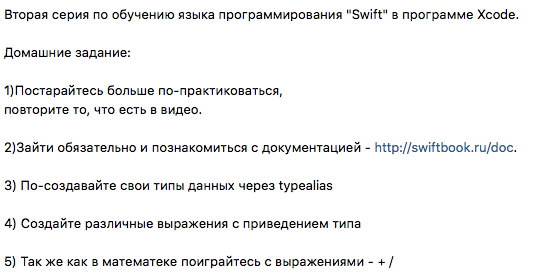 Вторая серия по обучению языка программирования "Swift" в программе Xcode.
Домашние задание:
1)Постарайтесь больше по-практиковаться,
повторите то, что есть в видео.
2)Зайти обязательно и познакомиться с документацией - http://swiftbook.ru/doc.
3) По-создавайте свои типы данных через typealias
4) Создайте различные выражения с приведением типа
5) Так же как в математеке поиграйтесь с выражениями - + /